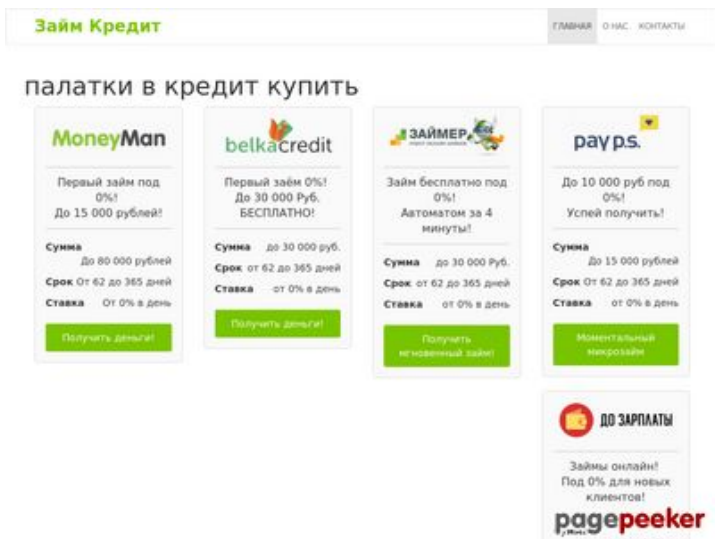 Займ Кредит
ГЛАВНАЯ О НАС КОНТАКТЫ
палатки в кредит купить
MoneyMan
Первый займ под
0%!
До 15 000 рублей!
Сумма
До 80 000 рублей
Срок От 62 до 365 дней
Ставка От 0% в день
Получить деньги!
belkacredit
Первый заём 0%!
До 30 000 Руб.
БЕСПЛАТНО!
Сумма до 30 000 руб.
Срок от 62 до 365 дней
Ставка от 0% в день
Получить деньги!
ЗАЙМЕР
Займ бесплатно под
0%!
Автоматом за 4
минуты!
Сумма до 30 000 Руб.
Срок от 62 до 365 дней
Ставка от 0% в день
Получить
мгновенный займ!
pay p.s.
До 10 000 руб под
0%!
Успей получить!
Сумма
До 15 000 рублей
Срок От 62 до 365 дней
Ставка от 0% в день
Моментальный
микрозайм
ДО ЗАРПЛАТЫ
Займы онлайн!
Под 0% для новых
клиентов!
pagepeeker